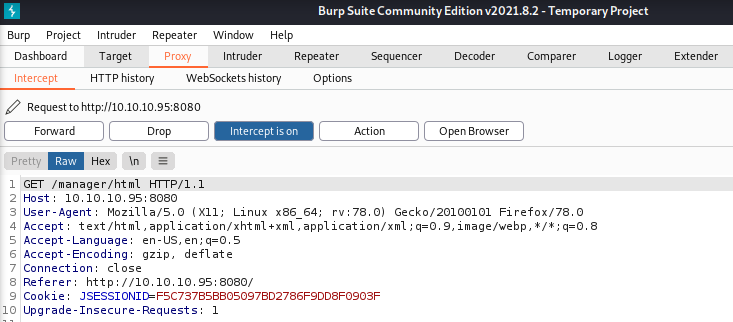 Burp Suite Community Edition v2021.8.2 - Temporary Project
Burp Project Intruder Repeater Window Help
Dashboard Target Proxy Intruder Repeater Sequencer Decoder Comparer Logger Extender
Intercept HTTP history WebSockets history Options
Request to http://10.10.10.95:8080
Forward Drop Intercept is on Action Open Browser
Pretty Raw Hex \n
1 GET /manager/html HTTP/1.1
2 Host: 10.10.10.95:8080
3 User-Agent: Mozilla/5.0 (X11; Linux x86_64; rv:78.0) Gecko/20100101 Firefox/78.0
4 Accept: text/html,application/xhtml+xml,application/xml;q=0.9,image/webp,*/*;q=0.8
5 Accept-Language: en-US,en;q=0.5
6 Accept-Encoding: gzip, deflate
7 Connection: close
8 Referer: http://10.10.10.95:8080/
9 Cookie: JSESSIONID=F5C737B5BB05097BD2786F9DD8F0903F
10 Upgrade-Insecure-Requests: 1